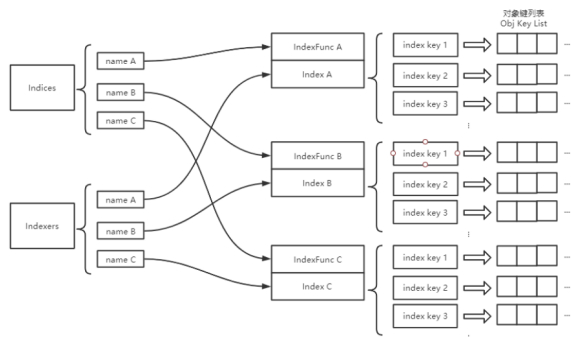 对象键列表
Obj Key List
Indices
name A
name B
name C
Indexers
name A
name B
name C
IndexFunc A
Index A
IndexFunc B
Index B
IndexFunc C
Index C
index key 1
index key 2
index key 3
index key 1
index key 2
index key 3
index key 1
index key 2
index key 3